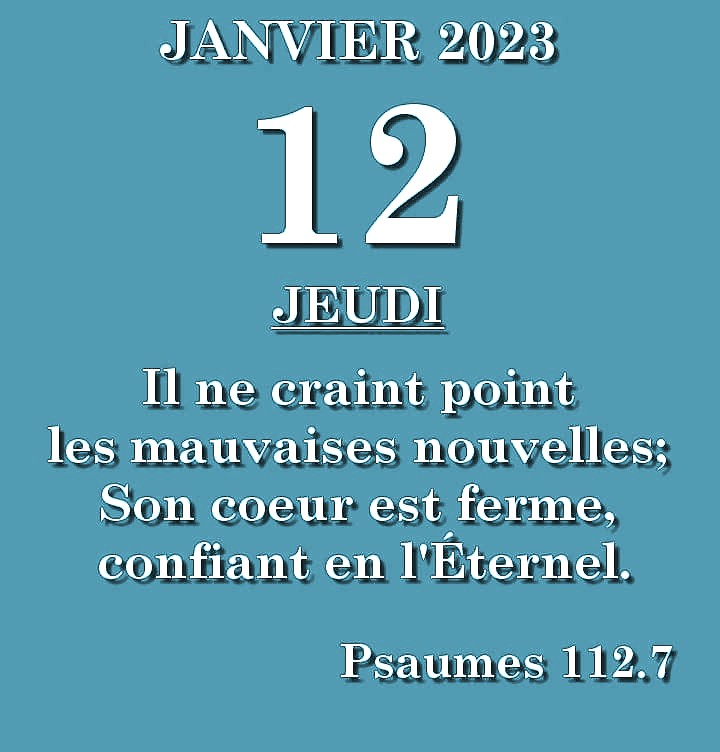 JANVIER 2023
12
JEUDI
Il ne craint point
les mauvaises nouvelles;
Son coeur est ferme,
confiant en l'Éternel.
Psaumes 112.7